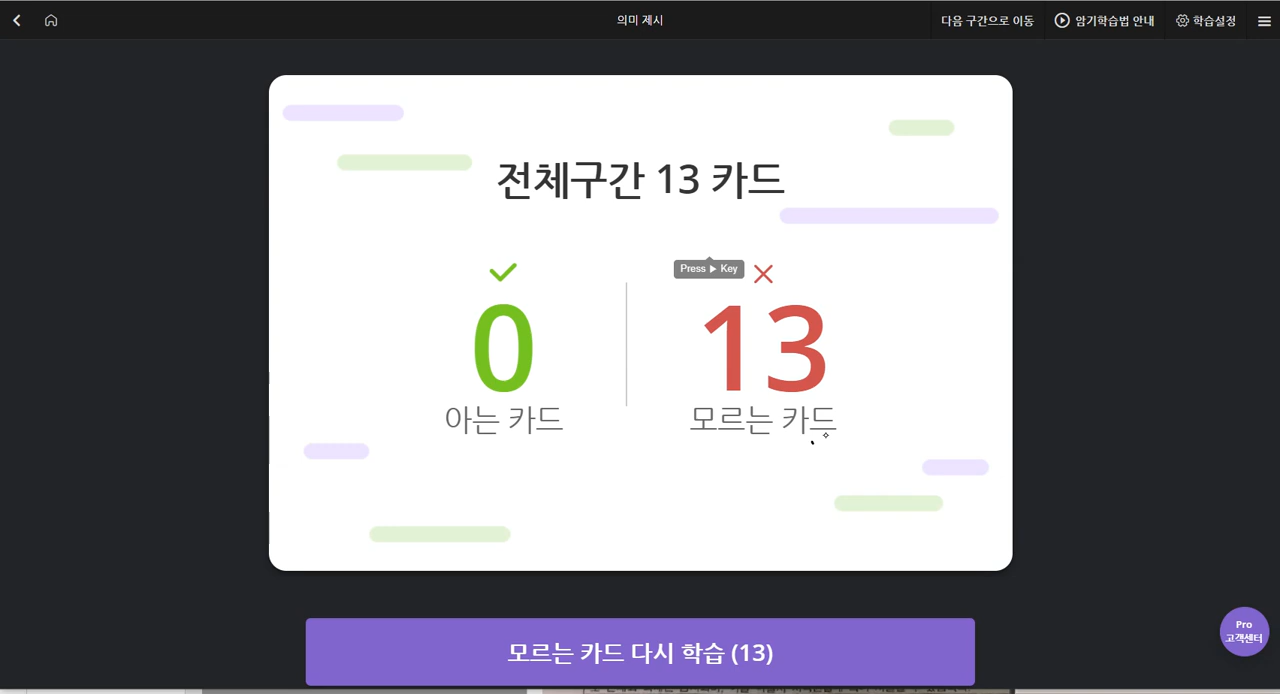 의미 제시
다음 구간으로 이동
암기학습법 안내
학습설정
전체구간 13 카드
Press ▶ Key
0
13
아는 카드
모르는 카드
모르는 카드 다시 학습 (13)
Pro
고객센터